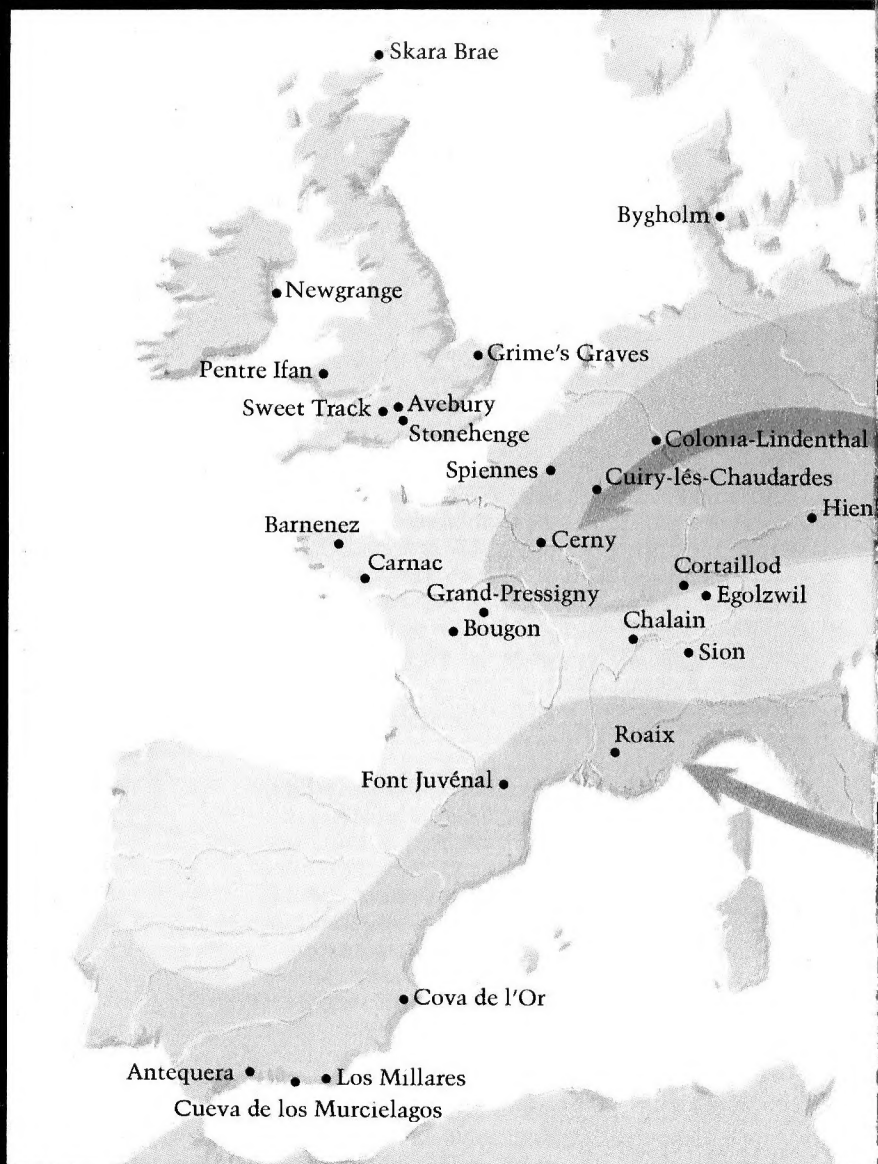 Skara Brae
Bygholm
Newgrange
Grime's Graves
Pentre Ifan
Sweet Track
Avebury
Stonehenge
Colonia-Lindenthal
Spiennes
Cuiry-lés-Chaudardes
Hien
Barnenez
Cerny
Carnac
Cortaillod
Grand-Pressigny
Egolzwil
Chalain
Bougon
Sion
Roaix
Font Juvénal
Cova de l'Or
Antequera
Los Millares
Cueva de los Murcielagos